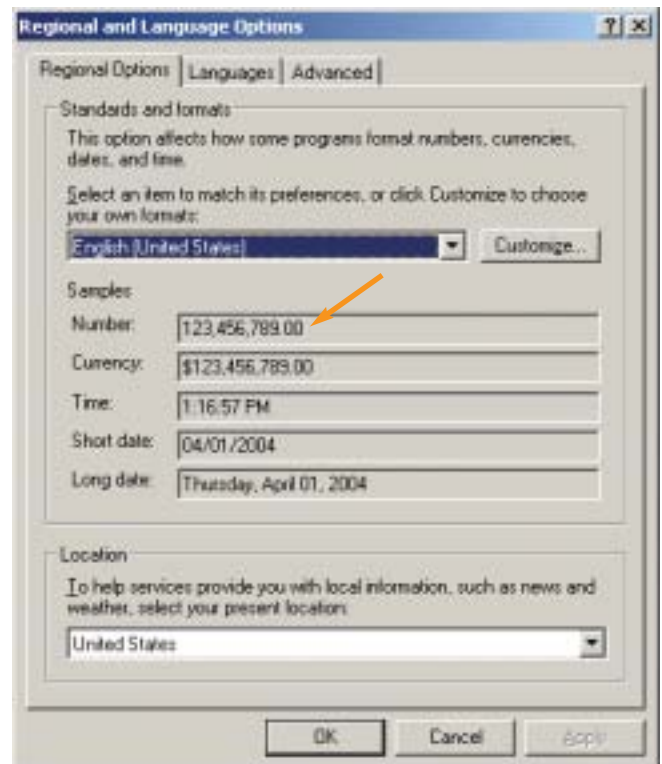 Regional and Language Options
Regional Options Languages Advanced
Standards and formats
This option affects how some programs format numbers, currencies,
dates, and time.
Select an item to match its preferences, or click Customize to choose
your own formats:
English (United States) Customize...
Samples
Number: 123,456,789.00
Currency: $123,456,789.00
Time: 1:16:57 PM
Short date: 04/01/2004
Long date: Thursday, April 01, 2004
Location
To help services provide you with local information, such as news and
weather, select your present location:
United States
OK Cancel Apply